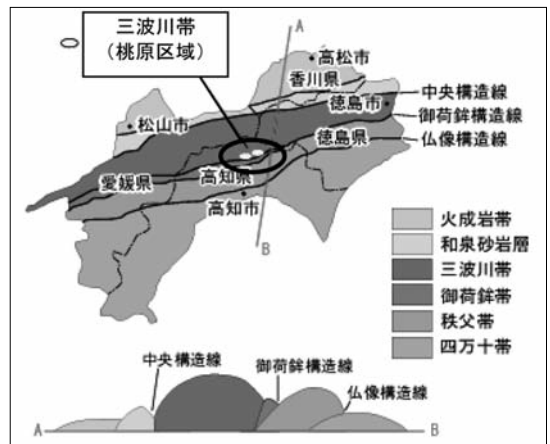 三波川帯
（桃原区域）
A
高松市
香川県
中央構造線
徳島市
御荷鉾構造線
松山市
徳島県
仏像構造線
愛媛県
高知県
高知市
B
火成岩帯
和泉砂岩層
三波川帯
御荷鉾帯
秩父帯
四万十帯
中央構造線
御荷鉾構造線
仏像構造線
A
B